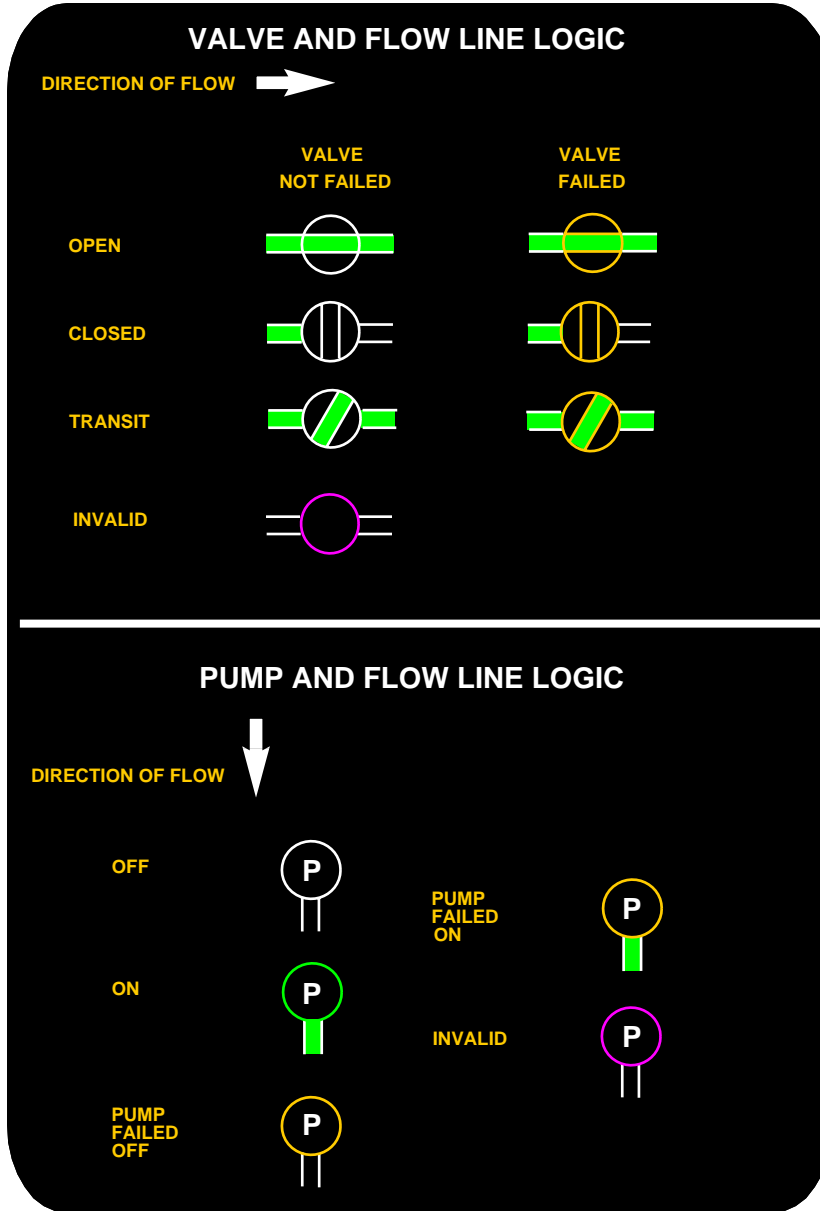 VALVE AND FLOW LINE LOGIC
DIRECTION OF FLOW
VALVE
NOT FAILED
VALVE
FAILED
OPEN
CLOSED
TRANSIT
INVALID
PUMP AND FLOW LINE LOGIC
DIRECTION OF FLOW
OFF
P
PUMP
FAILED
ON
P
ON
P
INVALID
P
PUMP
FAILED
OFF
P